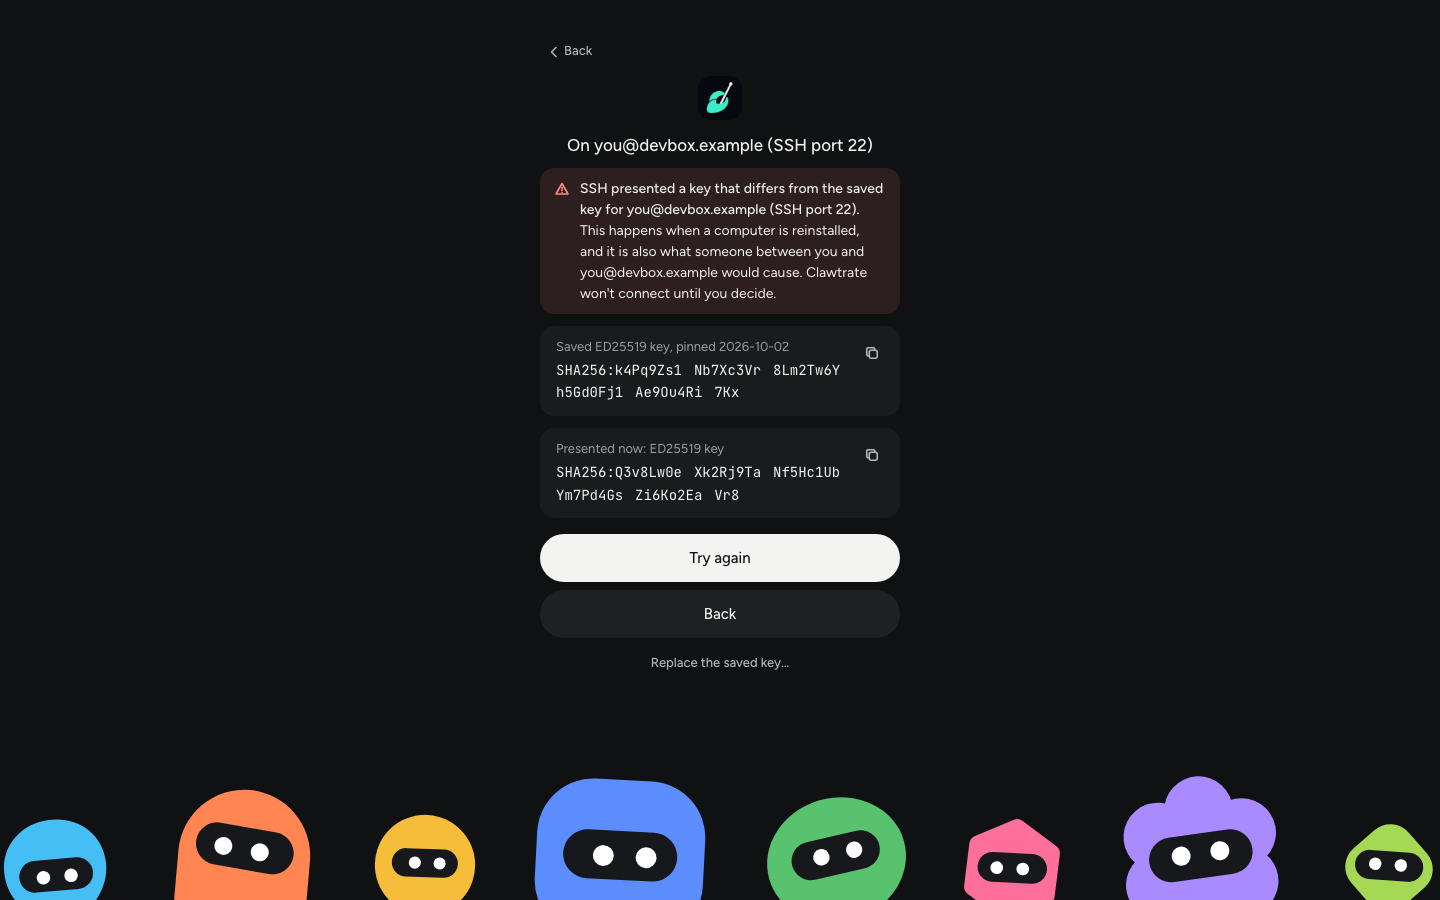 Back
On you@devbox.example (SSH port 22)
SSH presented a key that differs from the saved
key for you@devbox.example (SSH port 22).
This happens when a computer is reinstalled,
and it is also what someone between you and
you@devbox.example would cause. Clawtrate
won't connect until you decide.
Saved ED25519 key, pinned 2026-10-02
SHA256:k4Pq9Zs1 Nb7Xc3Vr 8Lm2Tw6Y
h5Gd0Fj1 Ae9Ou4Ri 7Kx
Presented now: ED25519 key
SHA256:Q3v8Lw0e Xk2Rj9Ta Nf5Hc1Ub
Ym7Pd4Gs Zi6Ko2Ea Vr8
Try again
Back
Replace the saved key...